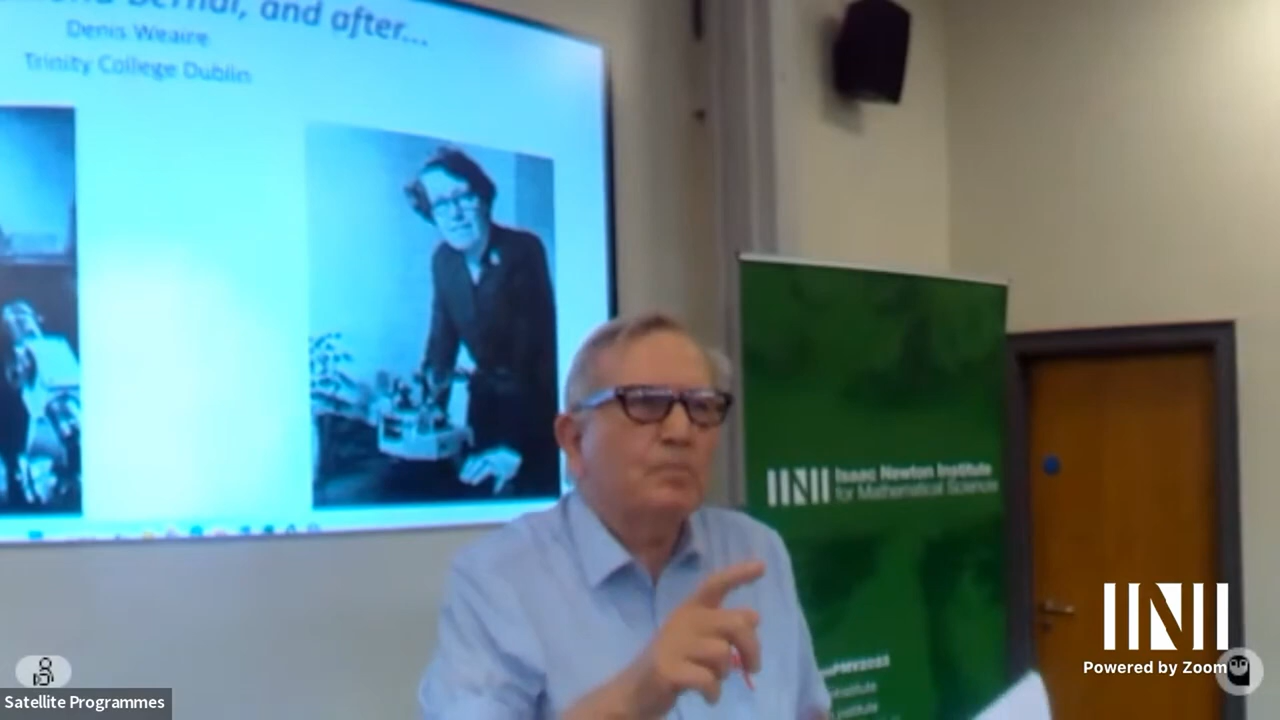 Bernal, and after...
Denis Weaire
Trinity College Dublin
Isaac Newton Institute
for Mathematical Sciences
INI
Powered by Zoom
Satellite Programmes